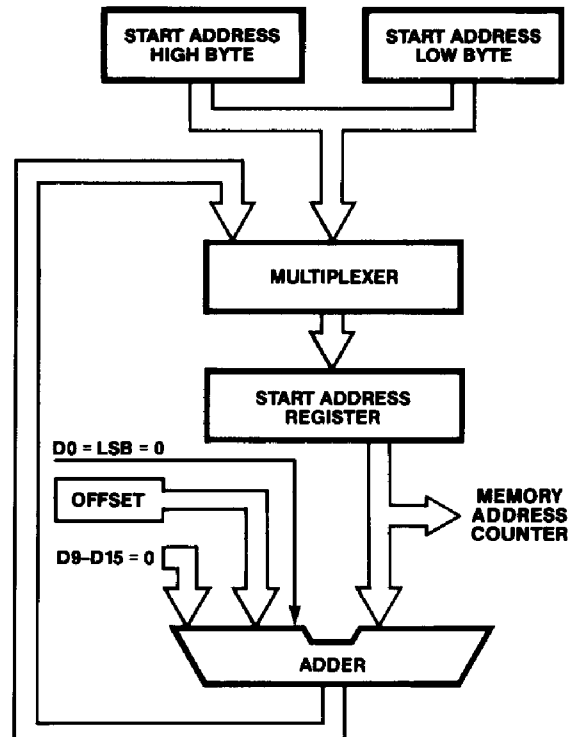 START ADDRESS
HIGH BYTE
START ADDRESS
LOW BYTE
MULTIPLEXER
START ADDRESS
REGISTER
D0 = LSB = 0
OFFSET
MEMORY
ADDRESS
COUNTER
D9–D15 = 0
ADDER